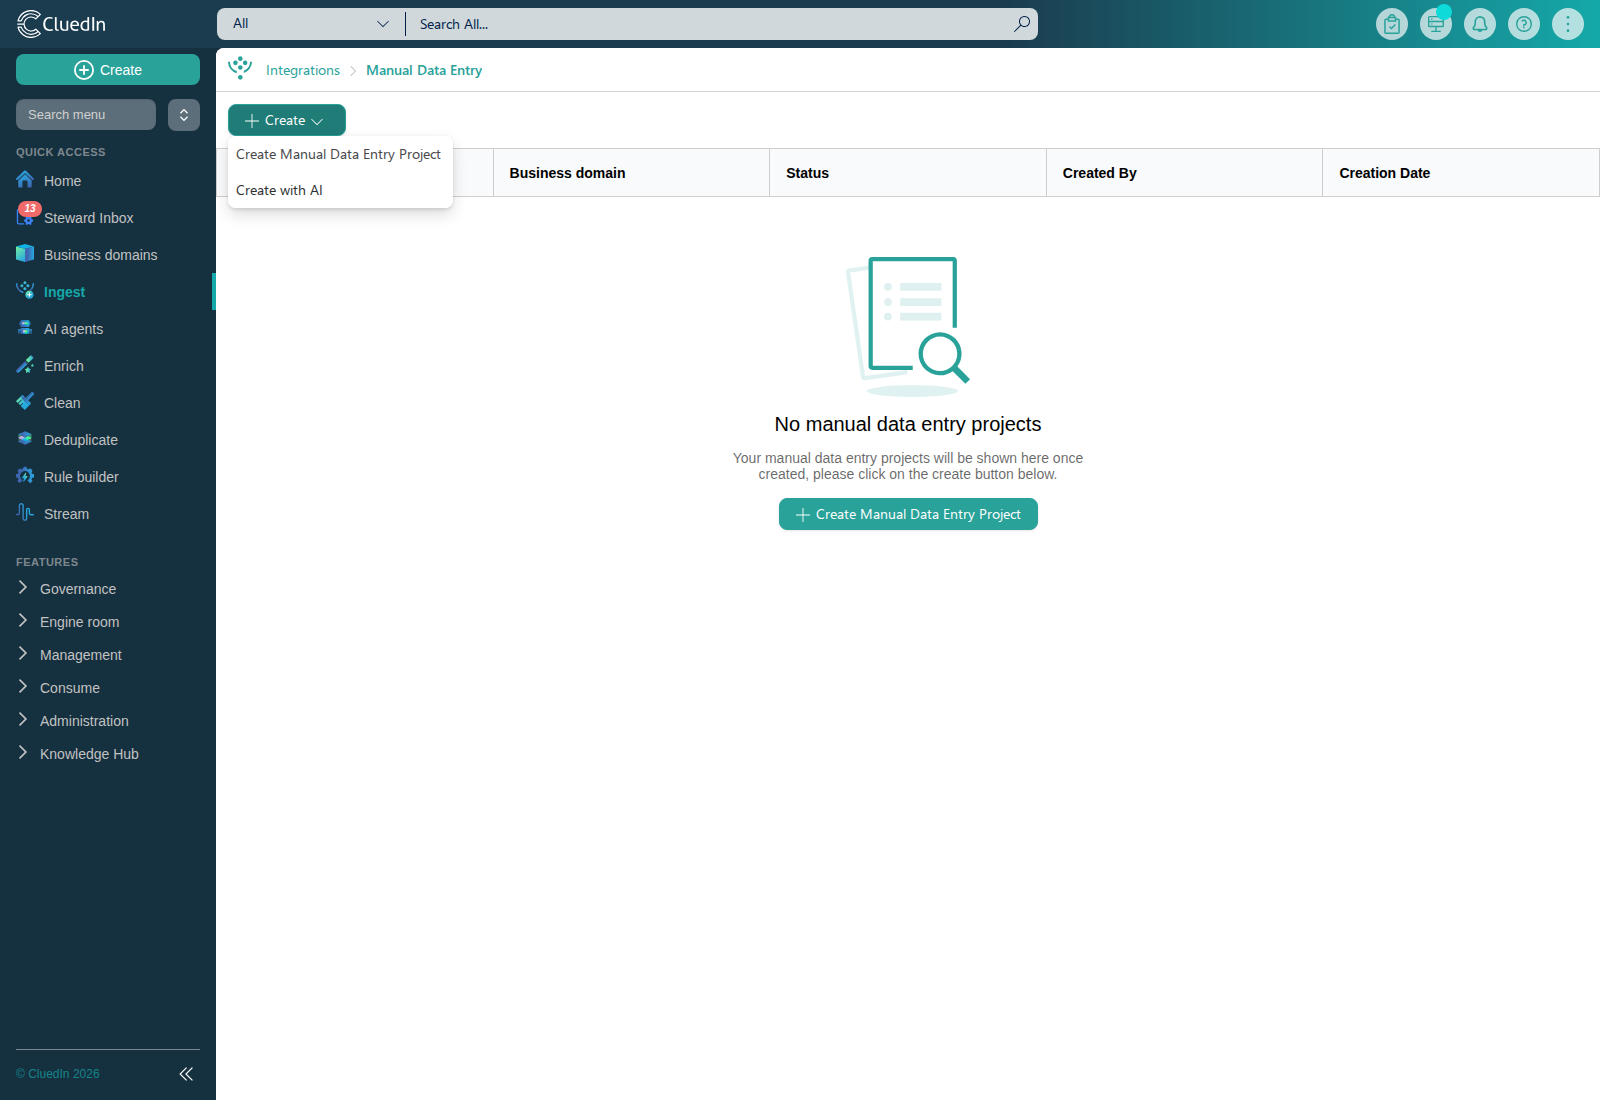 CluedIn
All
Search All...
Create
Search menu
QUICK ACCESS
Home
13
Steward Inbox
Business domains
Ingest
AI agents
Enrich
Clean
Deduplicate
Rule builder
Stream
FEATURES
Governance
Engine room
Management
Consume
Administration
Knowledge Hub
© CluedIn 2026
Integrations
Manual Data Entry
Create
Create Manual Data Entry Project
Create with AI
Business domain
Status
Created By
Creation Date
No manual data entry projects
Your manual data entry projects will be shown here once
created, please click on the create button below.
Create Manual Data Entry Project